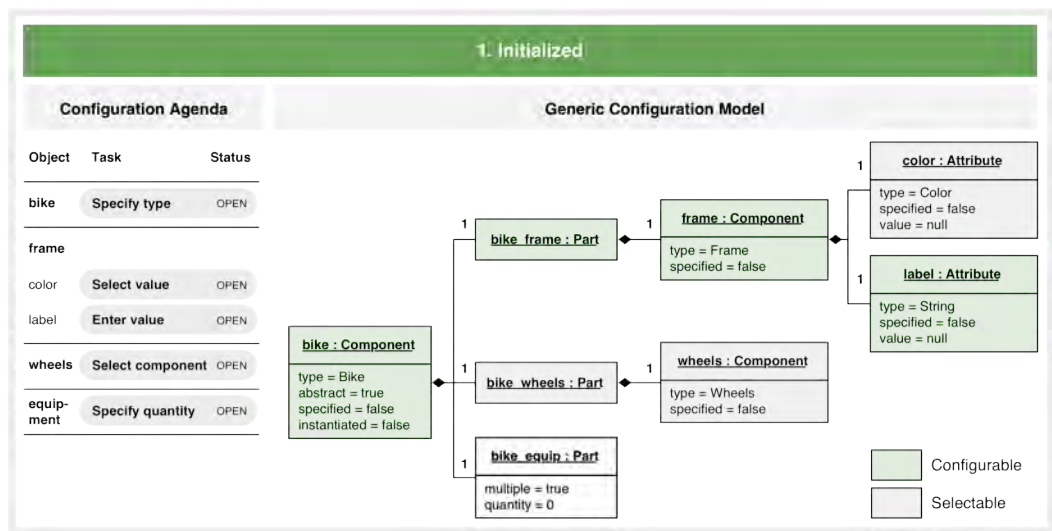 1. Initialized
Configuration Agenda
Object Task Status
bike Specify type OPEN
frame
color Select value OPEN
label Enter value OPEN
wheels Select component OPEN
equip-
ment Specify quantity OPEN
Generic Configuration Model
bike : Component
type = Bike
abstract = true
specified = false
instantiated = false
1
bike_frame : Part
1
frame : Component
type = Frame
specified = false
1
color : Attribute
type = Color
specified = false
value = null
1
label : Attribute
type = String
specified = false
value = null
1
bike_wheels : Part
1
wheels : Component
type = Wheels
specified = false
1
bike_equip : Part
multiple = true
quantity = 0
Configurable
Selectable